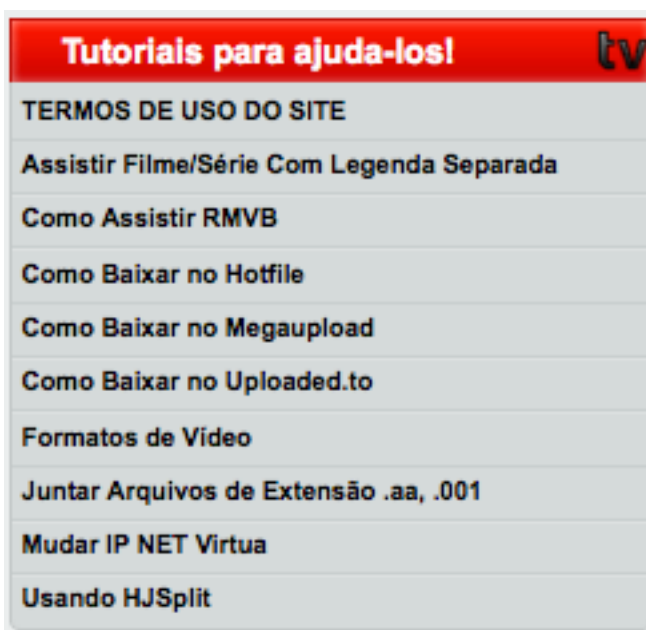 Tutoriais para ajuda-los!
tv
TERMOS DE USO DO SITE
Assistir Filme/Série Com Legenda Separada
Como Assistir RMVB
Como Baixar no Hotfile
Como Baixar no Megaupload
Como Baixar no Uploaded.to
Formatos de Vídeo
Juntar Arquivos de Extensão .aa, .001
Mudar IP NET Virtua
Usando HJSplit